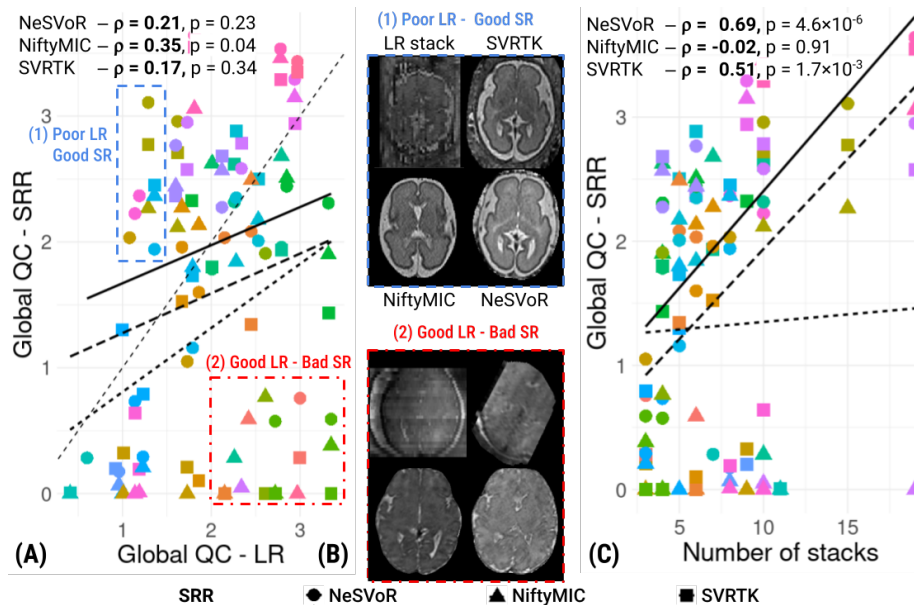 NeSVoR – ρ = 0.21, p = 0.23
NiftyMIC – ρ = 0.35, p = 0.04
SVRTK – ρ = 0.17, p = 0.34
(1) Poor LR
Good SR
(2) Good LR - Bad SR
Global QC - SRR
3
2
1
0
1
2
3
(A)
Global QC - LR
(B)
(1) Poor LR - Good SR
LR stack
SVRTK
NiftyMIC
NeSVoR
(2) Good LR - Bad SR
NeSVoR – ρ = 0.69, p = 4.6×10⁻⁶
NiftyMIC – ρ = -0.02, p = 0.91
SVRTK – ρ = 0.51, p = 1.7×10⁻³
Global QC - SRR
3
2
1
0
5
10
15
(C)
Number of stacks
SRR
NeSVoR
NiftyMIC
SVRTK